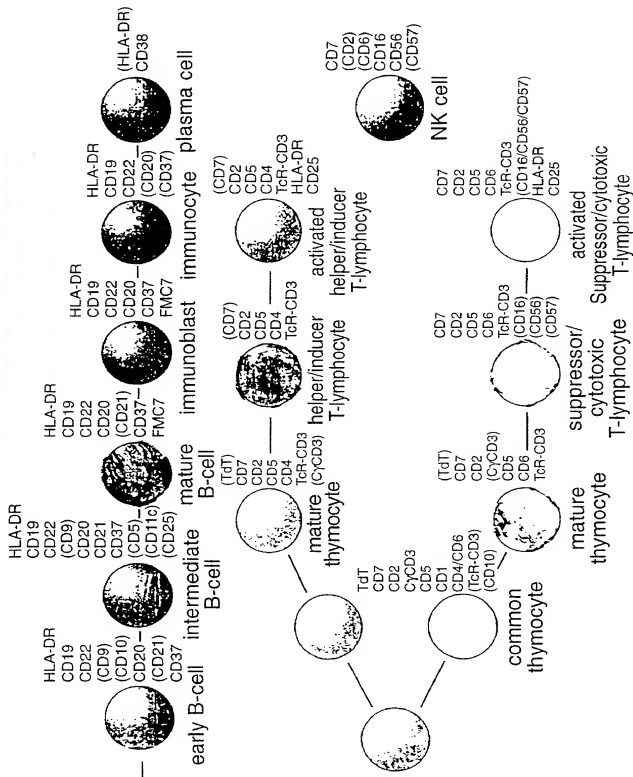 HLA-DR
CD19
CD22
(CD9)
(CD10)
CD20
(CD21)
CD37
early B-cell
HLA-DR
CD19
CD22
(CD9)
CD20
CD21
CD37
(CD5)
(CD11c)
(CD25)
intermediate
B-cell
HLA-DR
CD19
CD22
CD20
(CD21)
CD37
FMC7
mature
B-cell
HLA-DR
CD19
CD22
CD20
CD37
FMC7
immunoblast
HLA-DR
CD19
CD22
(CD20)
(CD37)
immunocyte
(HLA-DR)
CD38
plasma cell
TdT
CD7
CD2
CγCD3
CD5
CD1
CD4/CD6
(TcR-CD3)
(CD10)
common
thymocyte
(TdT)
CD7
CD2
CD5
CD4
TcR-CD3
(CγCD3)
mature
thymocyte
(CD7)
CD2
CD5
CD4
TcR-CD3
helper/inducer
T-lymphocyte
(CD7)
CD2
CD5
CD4
TcR-CD3
HLA-DR
CD25
activated
helper/inducer
T-lymphocyte
CD7
(CD2)
(CD6)
CD16
CD56
(CD57)
NK cell
(TdT)
CD7
CD2
(CγCD3)
CD5
CD6
TcR-CD3
mature
thymocyte
CD7
CD2
CD5
CD6
TcR-CD3
(CD16)
(CD56)
(CD57)
suppressor/
cytotoxic
T-lymphocyte
CD7
CD2
CD5
CD6
TcR-CD3
(CD16/CD56/CD57)
HLA-DR
CD25
activated
Suppressor/cytotoxic
T-lymphocyte